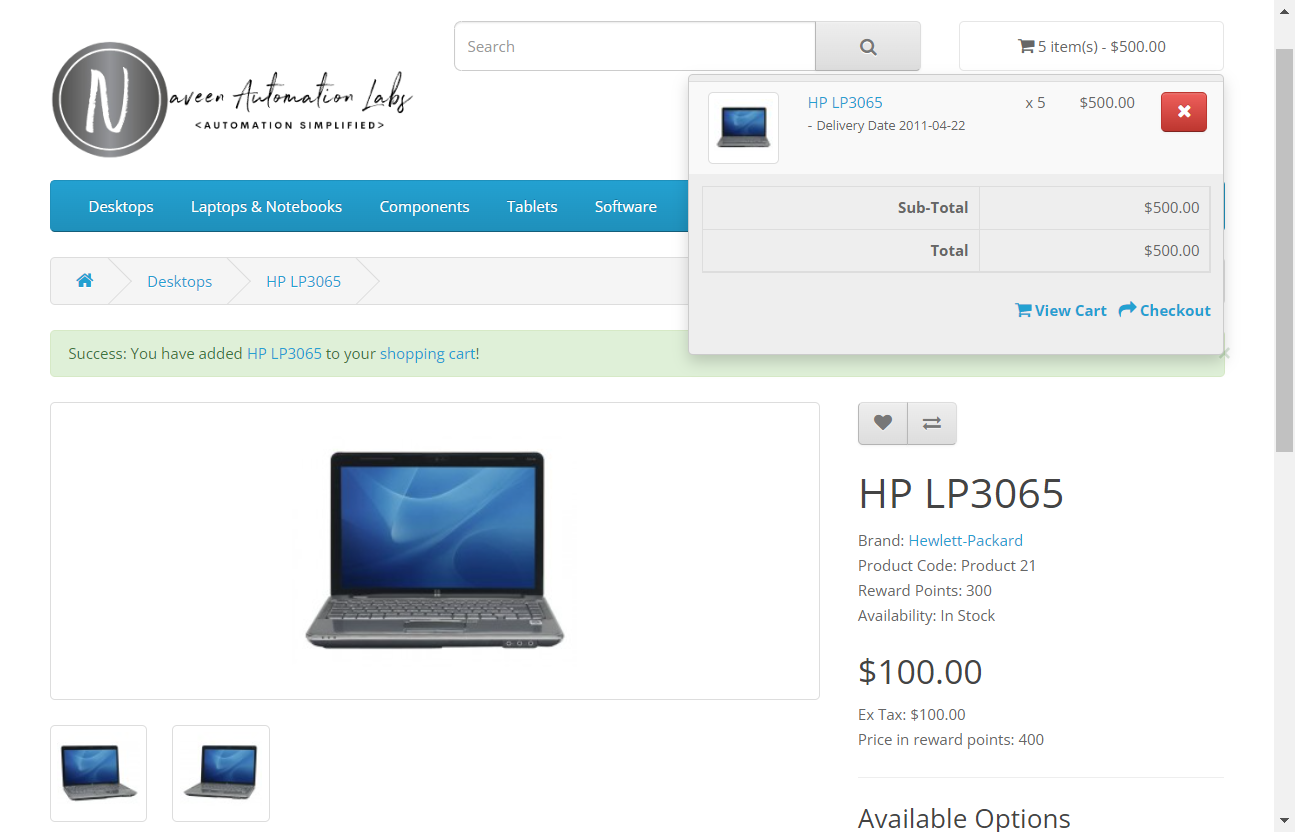 Search
5 item(s) - $500.00
Naveen Automation Labs
<AUTOMATION SIMPLIFIED>
HP LP3065 x 5 $500.00
- Delivery Date 2011-04-22
Sub-Total $500.00
Total $500.00
View Cart Checkout
Desktops Laptops & Notebooks Components Tablets Software
Desktops HP LP3065
Success: You have added HP LP3065 to your shopping cart!
HP LP3065
Brand: Hewlett-Packard
Product Code: Product 21
Reward Points: 300
Availability: In Stock
$100.00
Ex Tax: $100.00
Price in reward points: 400
Available Options